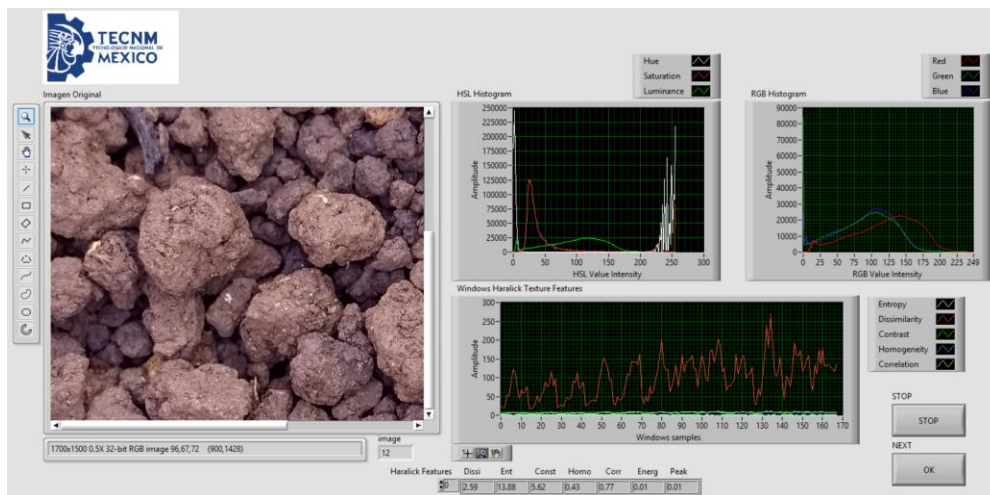 TECNM
TECNOLÓGICO NACIONAL DE
MÉXICO
Imagen Original
1700x1500 0.5X 32-bit RGB image 96,67,72 (900,1428)
image
12
HSL Histogram
Hue
Saturation
Luminance
Amplitude
250000-
225000-
200000-
175000-
150000-
125000-
100000-
75000-
50000-
25000-
0-
0 50 100 150 200 250 300
HSL Value Intensity
RGB Histogram
Red
Green
Blue
Amplitude
90000-
80000-
70000-
60000-
50000-
40000-
30000-
20000-
10000-
0-
0 25 50 75 100 125 150 175 200 225 249
RGB Value Intensity
Windows Haralick Texture Features
Amplitude
300-
250-
200-
150-
100-
50-
0-
0 10 20 30 40 50 60 70 80 90 100 110 120 130 140 150 160 170
Windows samples
Entropy
Dissimilarity
Contrast
Homogeneity
Correlation
STOP
STOP
NEXT
OK
Haralick Features Dissi Ent Const Homo Corr Energ Peak
0 2.59 13.88 5.62 0.43 0.77 0.01 0.01